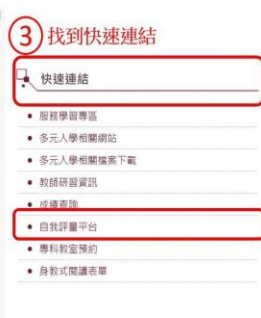 ③找到快速連結
快速連結
服務學習專區
多元入學相關網站
多元入學相關檔案下載
教師研習資訊
成績查詢
自我評量平台
專科教室預約
身教式閱讀表單